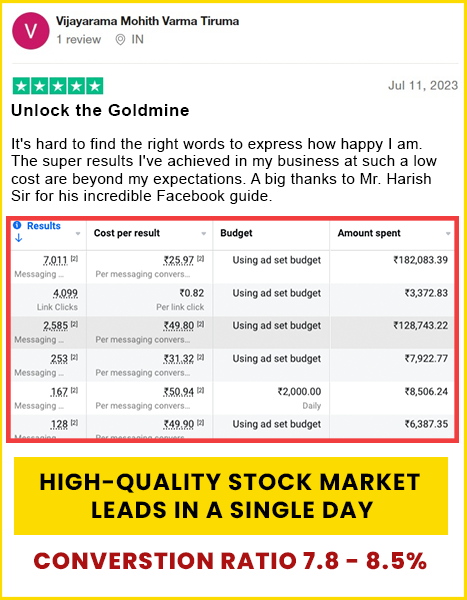 V
Vijayarama Mohith Varma Tiruma
1 review IN
Jul 11, 2023
Unlock the Goldmine
It's hard to find the right words to express how happy I am.
The super results I've achieved in my business at such a low
cost are beyond my expectations. A big thanks to Mr. Harish
Sir for his incredible Facebook guide.
Results Cost per result Budget Amount spent
7,011 [2] ₹25.97 [2] Using ad set budget ₹182,083.39
Messaging ... Per messaging convers...
4,099 ₹0.82 Using ad set budget ₹3,372.83
Link Clicks Per link click
2,585 [2] ₹49.80 [2] Using ad set budget ₹128,743.22
Messaging ... Per messaging convers...
253 [2] ₹31.32 [2] Using ad set budget ₹7,922.77
Messaging ... Per messaging convers...
167 [2] ₹50.94 [2] ₹2,000.00 ₹8,506.24
Messaging ... Per messaging convers... Daily
128 [2] ₹49.90 [2] Using ad set budget ₹6,387.35
Messaging ... Per messaging convers...
HIGH-QUALITY STOCK MARKET
LEADS IN A SINGLE DAY
CONVERSTION RATIO 7.8 - 8.5%